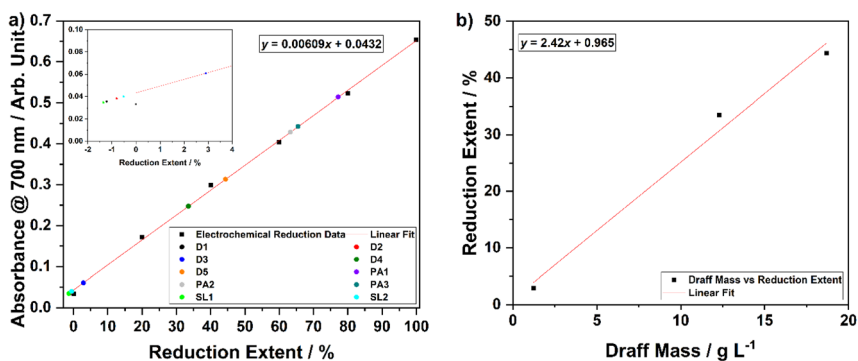 a)
0.7
0.6
0.5
0.4
0.3
0.2
0.1
0.0
Absorbance @ 700 nm / Arb. Unit
y = 0.00609x + 0.0432
0.10
0.08
0.06
0.04
0.02
0.00
-2 -1 0 1 2 3 4
Reduction Extent / %
Electrochemical Reduction Data Linear Fit
D1 D2
D3 D4
D5 PA1
PA2 PA3
SL1 SL2
0 10 20 30 40 50 60 70 80 90 100
Reduction Extent / %
b)
50
40
30
20
10
0
Reduction Extent / %
y = 2.42x + 0.965
Draff Mass vs Reduction Extent
Linear Fit
0 5 10 15 20
Draff Mass / g L-1